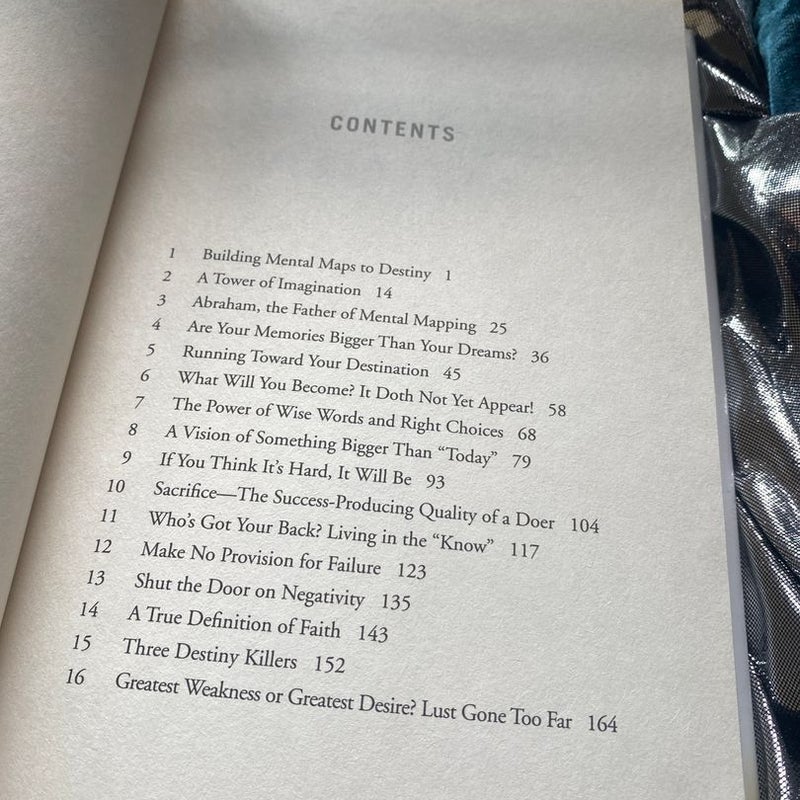 CONTENTS
1 Building Mental Maps to Destiny 1
2 A Tower of Imagination 14
3 Abraham, the Father of Mental Mapping 25
4 Are Your Memories Bigger Than Your Dreams? 36
5 Running Toward Your Destination 45
6 What Will You Become? It Doth Not Yet Appear! 58
7 The Power of Wise Words and Right Choices 68
8 A Vision of Something Bigger Than “Today” 79
9 If You Think It’s Hard, It Will Be 93
10 Sacrifice—The Success-Producing Quality of a Doer 104
11 Who’s Got Your Back? Living in the “Know” 117
12 Make No Provision for Failure 123
13 Shut the Door on Negativity 135
14 A True Definition of Faith 143
15 Three Destiny Killers 152
16 Greatest Weakness or Greatest Desire? Lust Gone Too Far 164